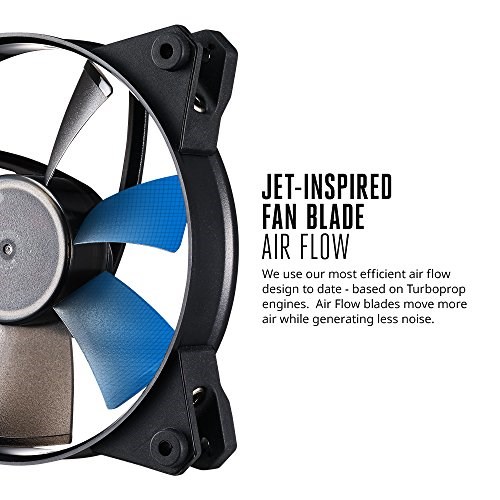 JET-INSPIRED
FAN BLADE
AIR FLOW
We use our most efficient air flow
design to date - based on Turboprop
engines.  Air Flow blades move more
air while generating less noise.